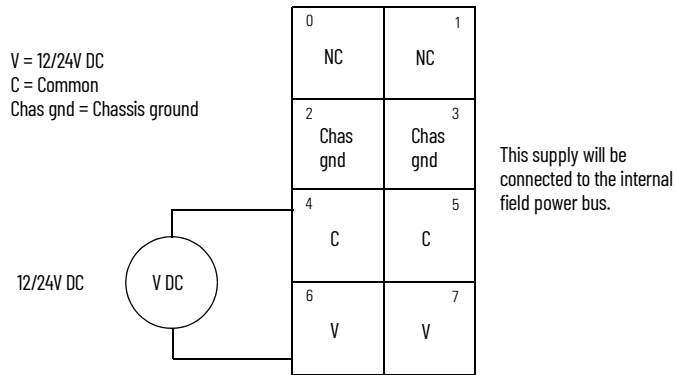 0
1
NC
NC
V = 12/24V DC
C = Common
Chas gnd = Chassis ground
2
3
Chas
gnd
Chas
gnd
This supply will be
connected to the internal
field power bus.
4
5
C
C
12/24V DC
V DC
6
7
V
V